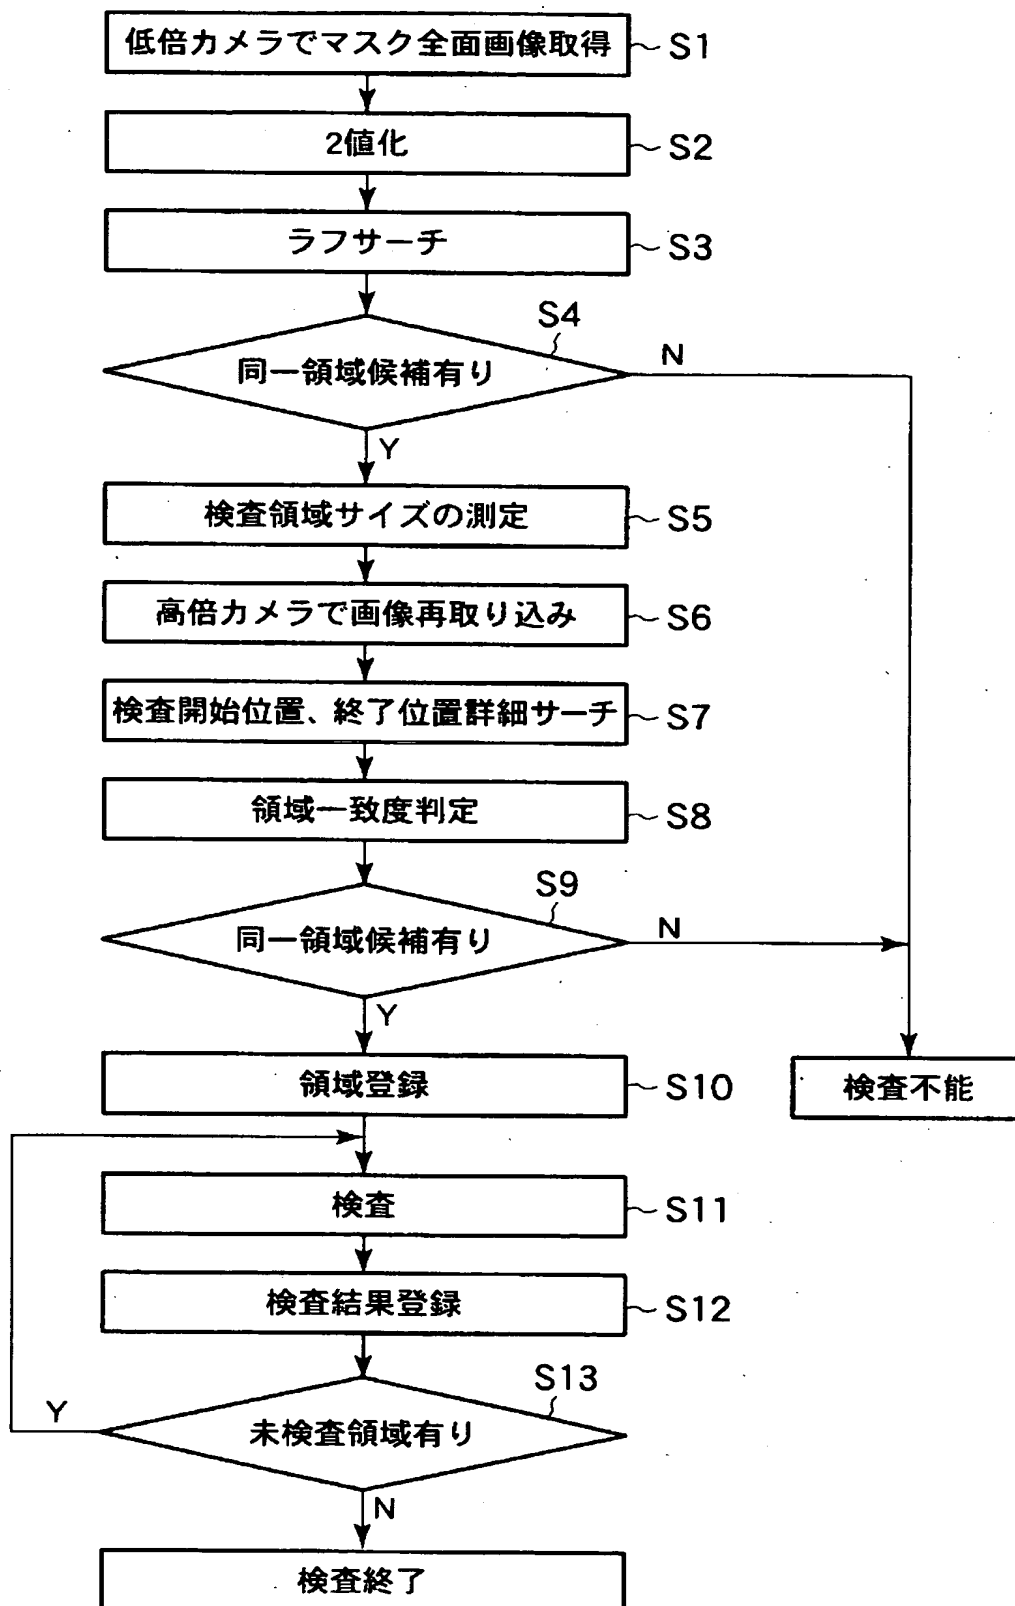 低倍カメラでマスク全面画像取得
S1
2値化
S2
ラフサーチ
S3
S4
同一領域候補有り
N
Y
検査領域サイズの測定
S5
高倍カメラで画像再取り込み
S6
検査開始位置、終了位置詳細サーチ
S7
領域一致度判定
S8
S9
同一領域候補有り
N
Y
領域登録
S10
検査不能
検査
S11
検査結果登録
S12
S13
Y
未検査領域有り
N
検査終了